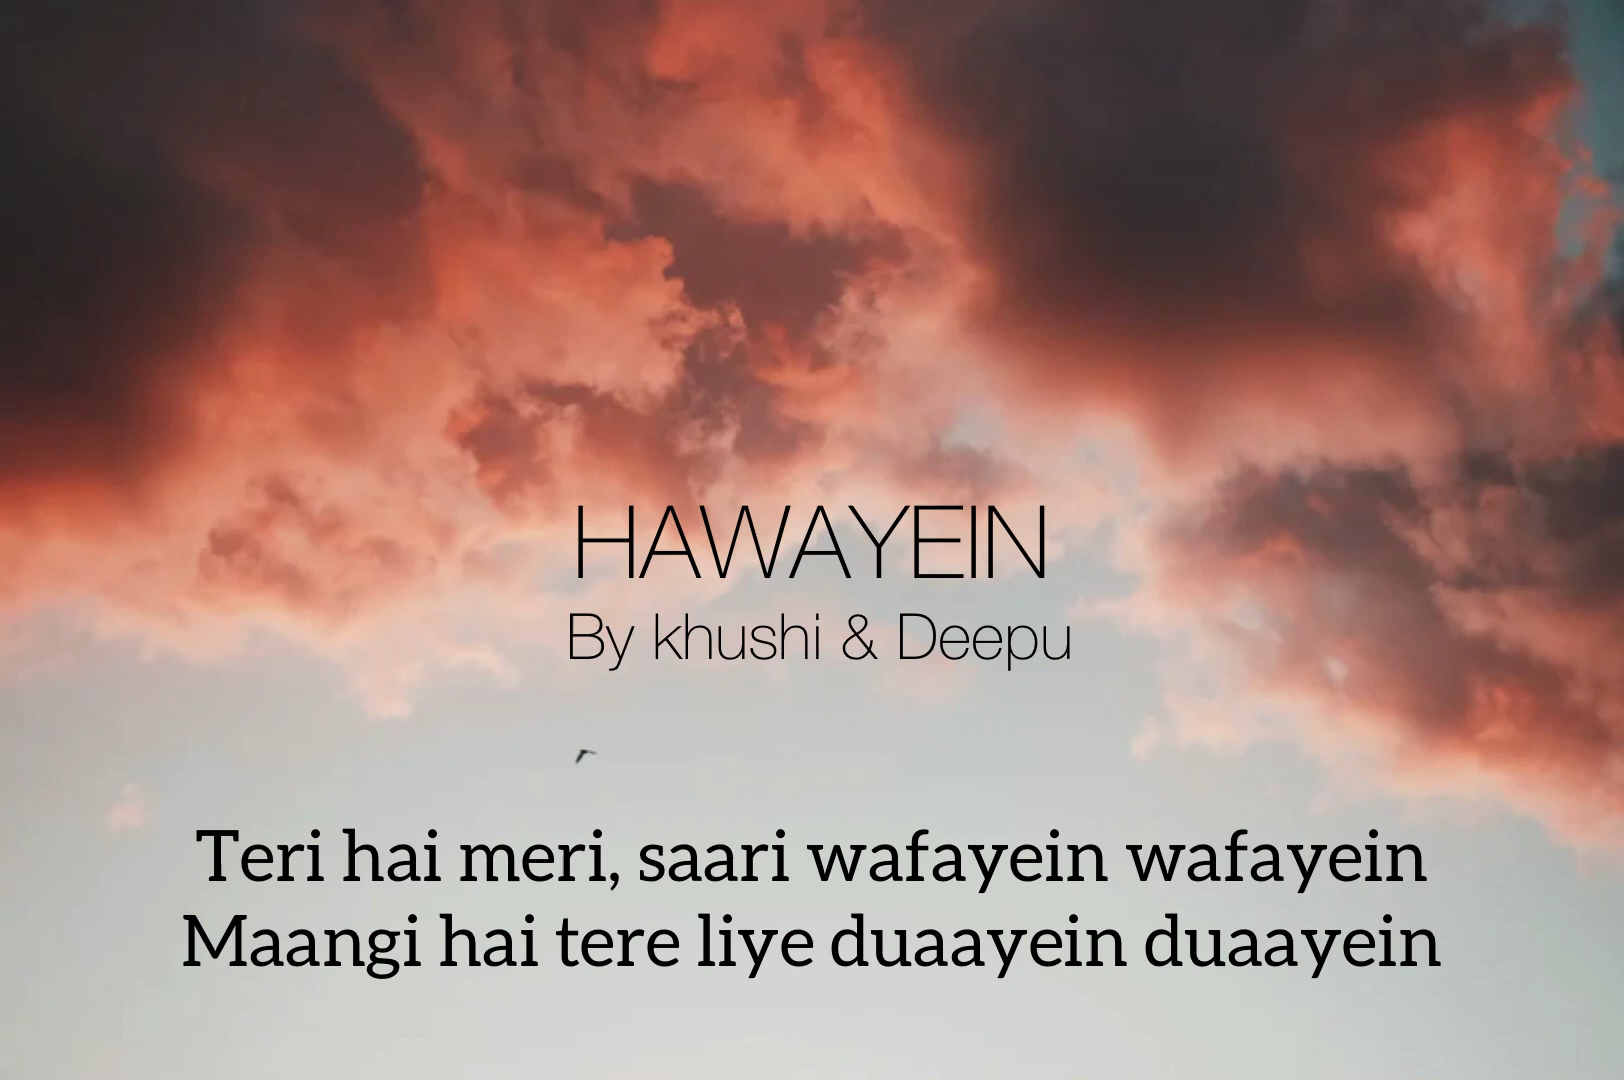 HAWAYEIN
By khushi & Deepu
Teri hai meri, saari wafayein wafayein
Maangi hai tere liye duaayein duaayein